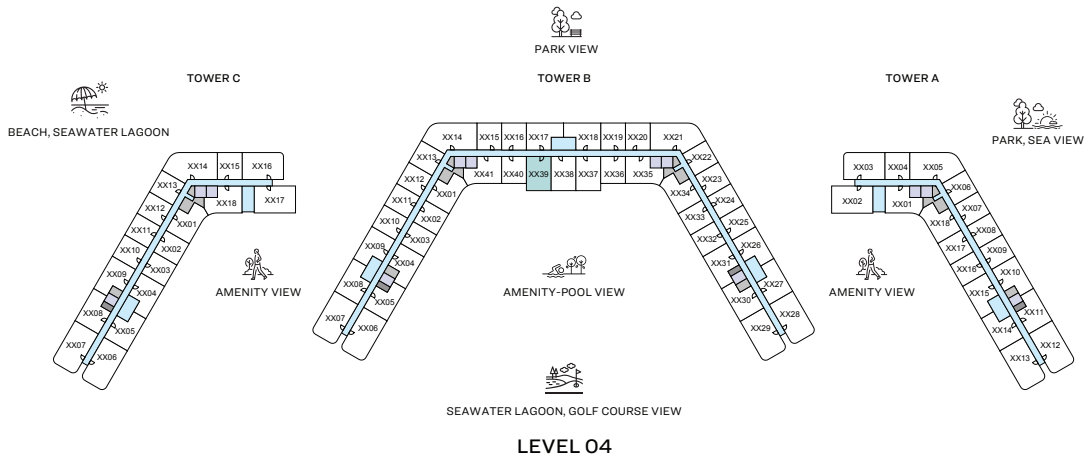 PARK VIEW
TOWER C
TOWER B
TOWER A
BEACH, SEAWATER LAGOON
PARK, SEA VIEW
XX14 XX15 XX16
XX13
XX12
XX11
XX10
XX09
XX08
XX07
XX18 XX17
XX01
XX02
XX03
XX04
XX05
XX06
AMENITY VIEW
XX14 XX15 XX16 XX17 XX18 XX19 XX20 XX21
XX13
XX12
XX11
XX10
XX09
XX08
XX07
XX41 XX40 XX39 XX38 XX37 XX36 XX35
XX01
XX02
XX03
XX04
XX05
XX06
XX22
XX23
XX24
XX25
XX26
XX27
XX28
XX34
XX33
XX32
XX31
XX30
XX29
AMENITY-POOL VIEW
XX03 XX04 XX05
XX02 XX01
XX06
XX07
XX08
XX09
XX10
XX11
XX12
XX18
XX17
XX16
XX15
XX14
XX13
AMENITY VIEW
SEAWATER LAGOON, GOLF COURSE VIEW
LEVEL 04